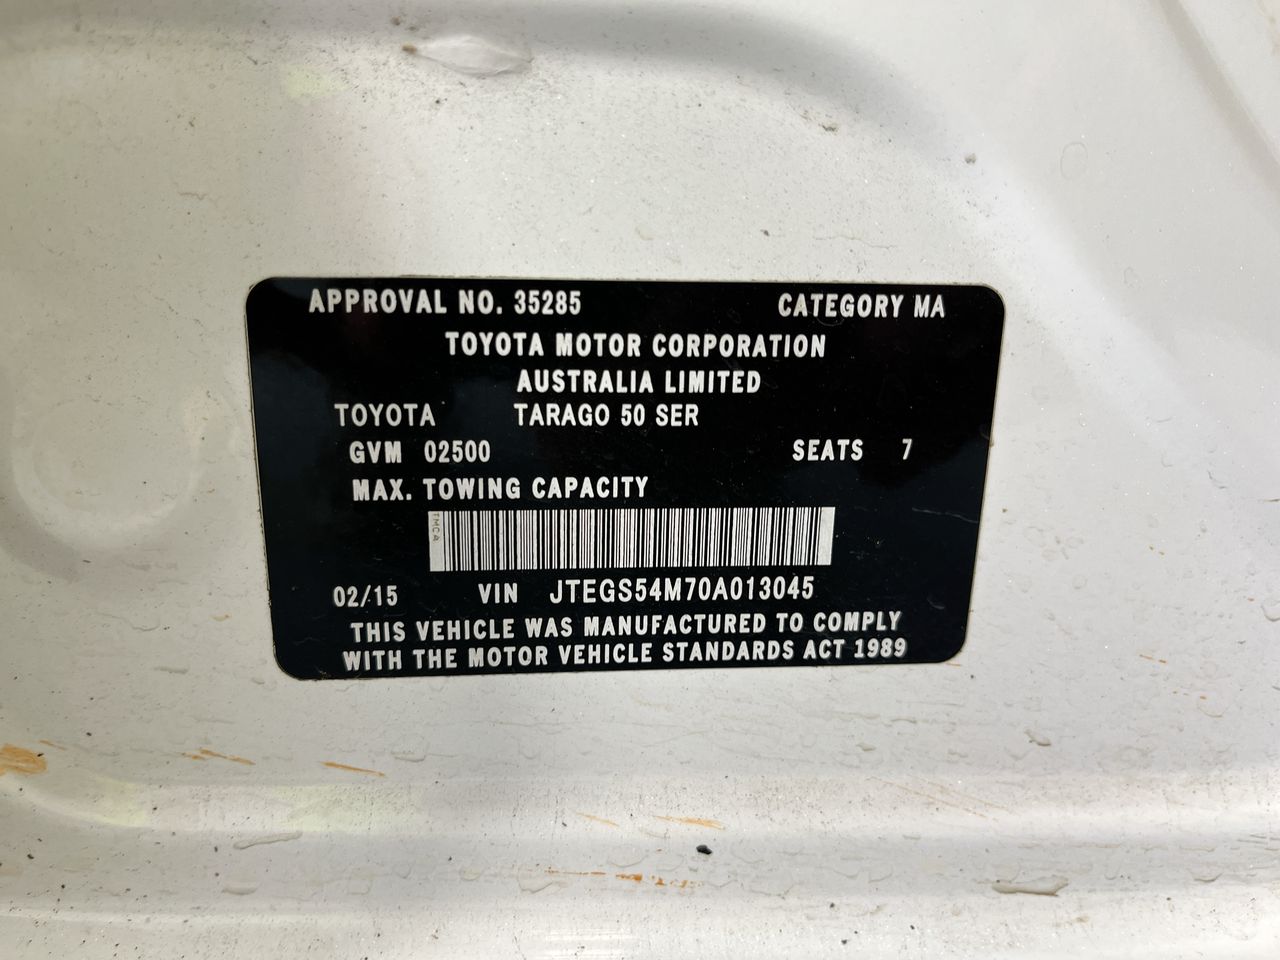 APPROVAL NO. 35285 CATEGORY MA
TOYOTA MOTOR CORPORATION
AUSTRALIA LIMITED
TOYOTA TARAGO 50 SER
GVM 02500 SEATS 7
MAX. TOWING CAPACITY
TMCA
02/15 VIN JTEGS54M70A013045
THIS VEHICLE WAS MANUFACTURED TO COMPLY
WITH THE MOTOR VEHICLE STANDARDS ACT 1989